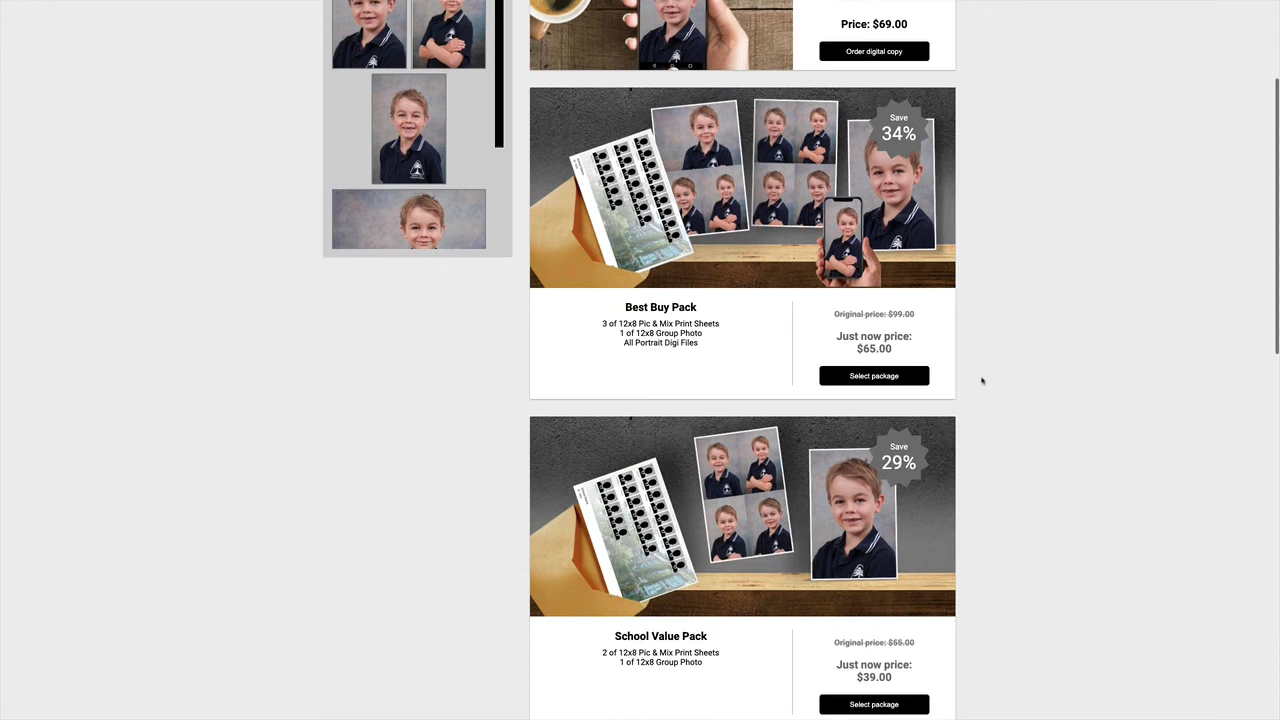 Price: $69.00
Order digital copy
Save
34%
Best Buy Pack
3 of 12x8 Pic & Mix Print Sheets
1 of 12x8 Group Photo
All Portrait Digi Files
Original price: $99.00
Just now price:
$65.00
Select package
Save
29%
School Value Pack
2 of 12x8 Pic & Mix Print Sheets
1 of 12x8 Group Photo
Original price: $55.00
Just now price:
$39.00
Select package